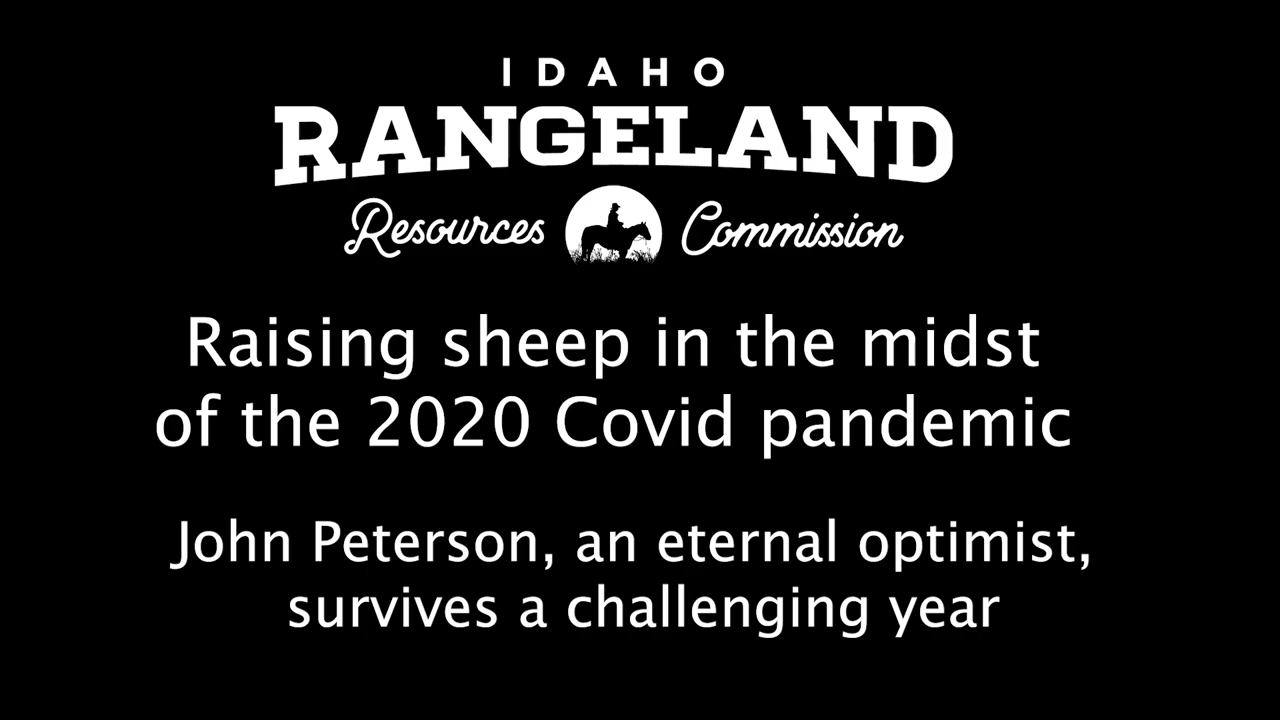 IDAHO
RANGELAND
Resources Commission
Raising sheep in the midst
of the 2020 Covid pandemic
John Peterson, an eternal optimist,
survives a challenging year